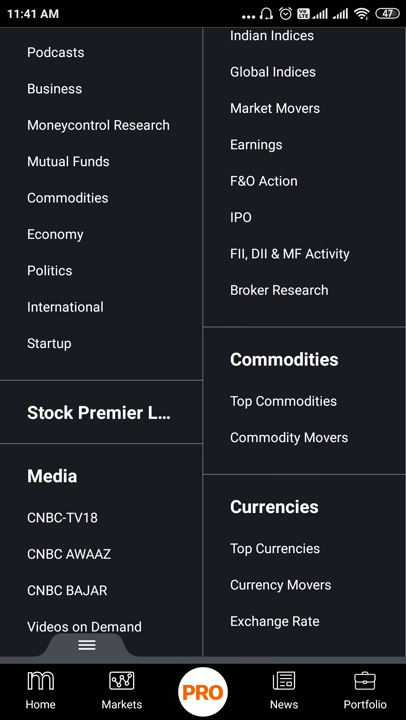 11:41 AM
Vo LTE
47
Podcasts
Business
Moneycontrol Research
Mutual Funds
Commodities
Economy
Politics
International
Startup
Stock Premier L...
Media
CNBC-TV18
CNBC AWAAZ
CNBC BAJAR
Videos on Demand
Indian Indices
Global Indices
Market Movers
Earnings
F&O Action
IPO
FII, DII & MF Activity
Broker Research
Commodities
Top Commodities
Commodity Movers
Currencies
Top Currencies
Currency Movers
Exchange Rate
Home
Markets
PRO
News
Portfolio